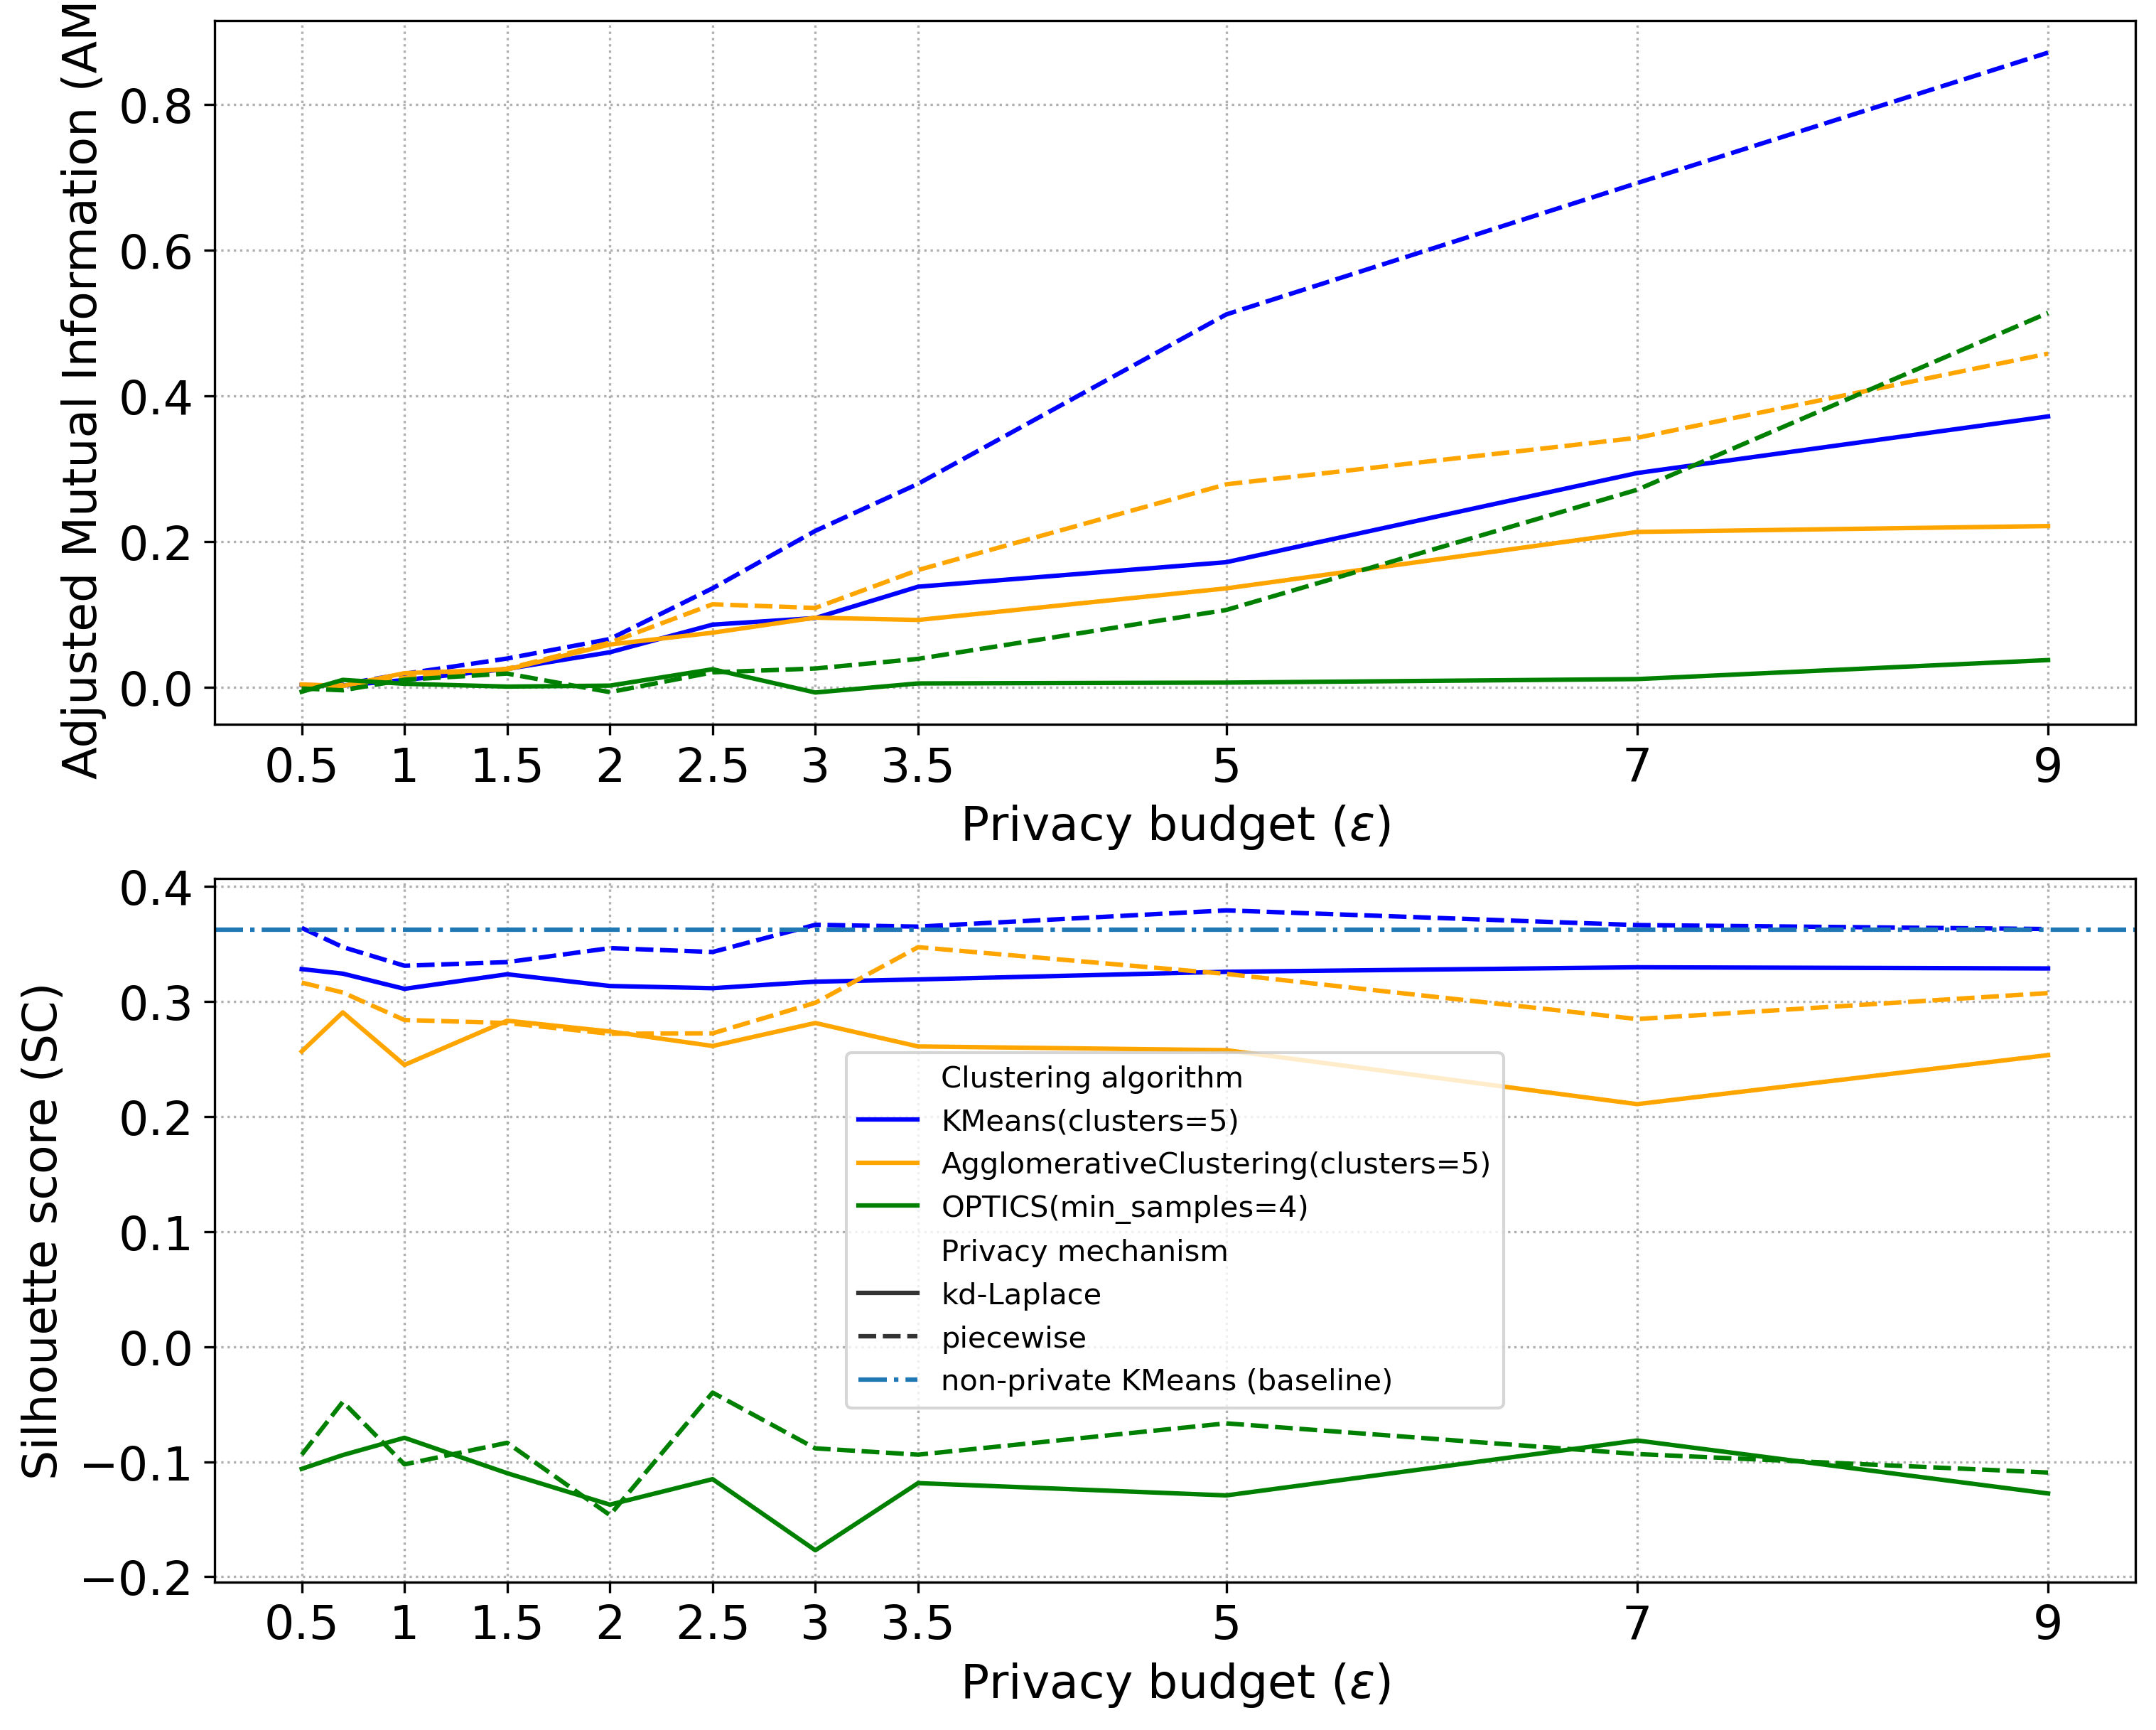 Adjusted Mutual Information (AM
0.8
0.6
0.4
0.2
0.0
0.5 1 1.5 2 2.5 3 3.5 5 7 9
Privacy budget (ε)
Silhouette score (SC)
0.4
0.3
0.2
0.1
0.0
−0.1
−0.2
Clustering algorithm
KMeans(clusters=5)
AgglomerativeClustering(clusters=5)
OPTICS(min_samples=4)
Privacy mechanism
kd-Laplace
piecewise
non-private KMeans (baseline)
0.5 1 1.5 2 2.5 3 3.5 5 7 9
Privacy budget (ε)